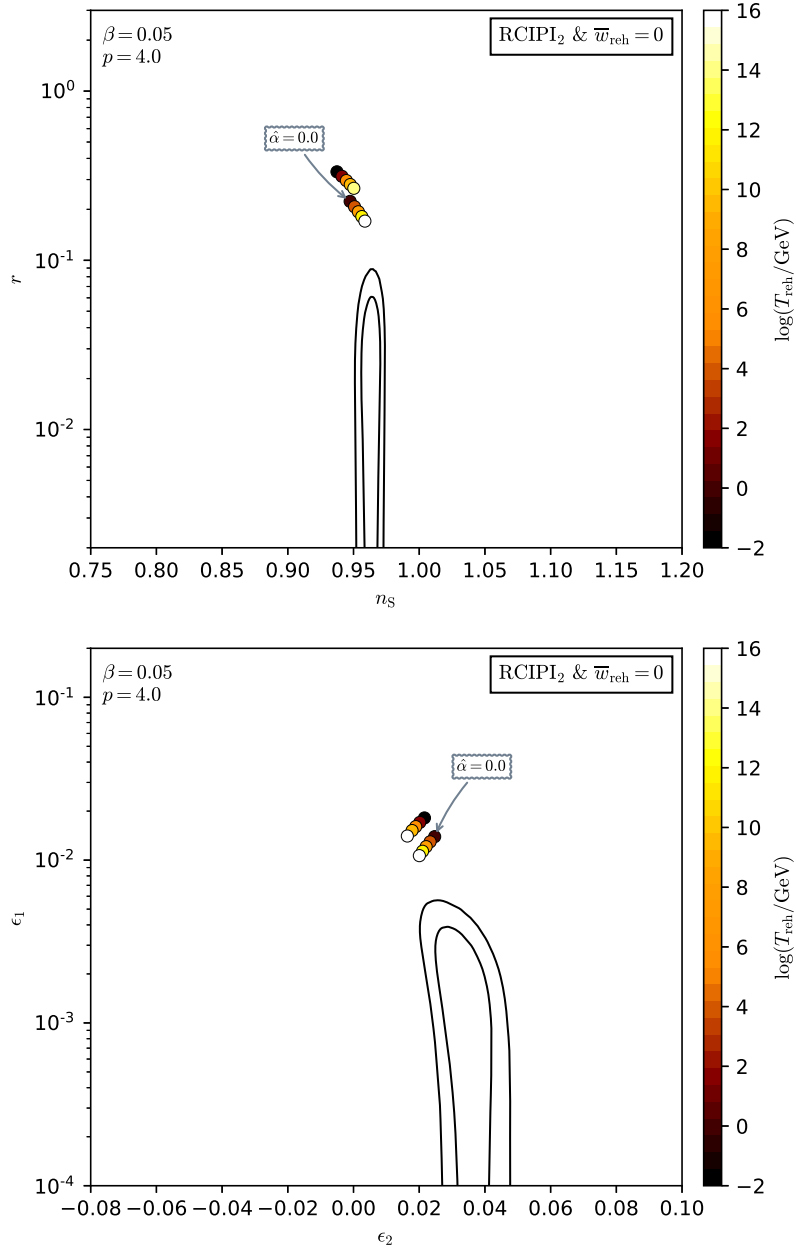 β = 0.05
p = 4.0
RCIPI₂ & w̅_reh = 0
α̂ = 0.0
10⁰
10⁻¹
10⁻²
r
0.75 0.80 0.85 0.90 0.95 1.00 1.05 1.10 1.15 1.20
n_S
16
14
12
10
8
6
4
2
0
−2
log(T_reh/GeV)
β = 0.05
p = 4.0
RCIPI₂ & w̅_reh = 0
α̂ = 0.0
10⁻¹
10⁻²
10⁻³
10⁻⁴
ϵ₁
−0.08 −0.06 −0.04 −0.02 0.00 0.02 0.04 0.06 0.08 0.10
ϵ₂
16
14
12
10
8
6
4
2
0
−2
log(T_reh/GeV)